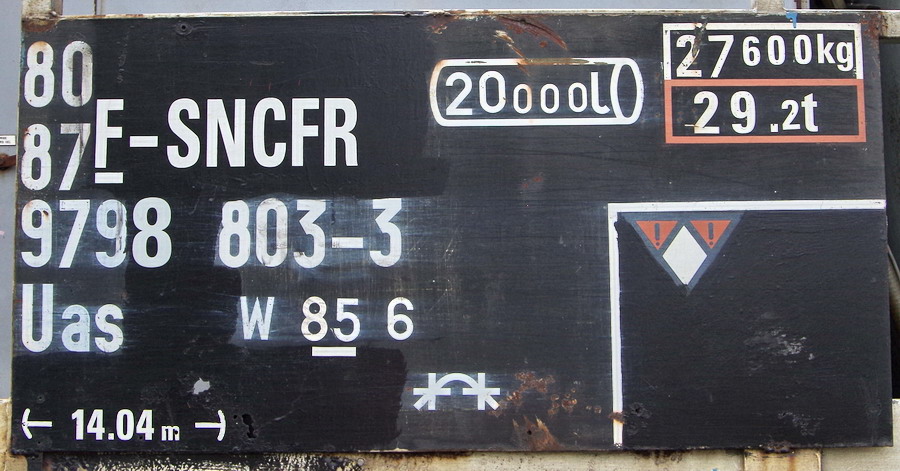 80
87 F-SNCFR
9798 803-3
Uas W 85 6
14.04 m
20000l
27600kg
29.2t